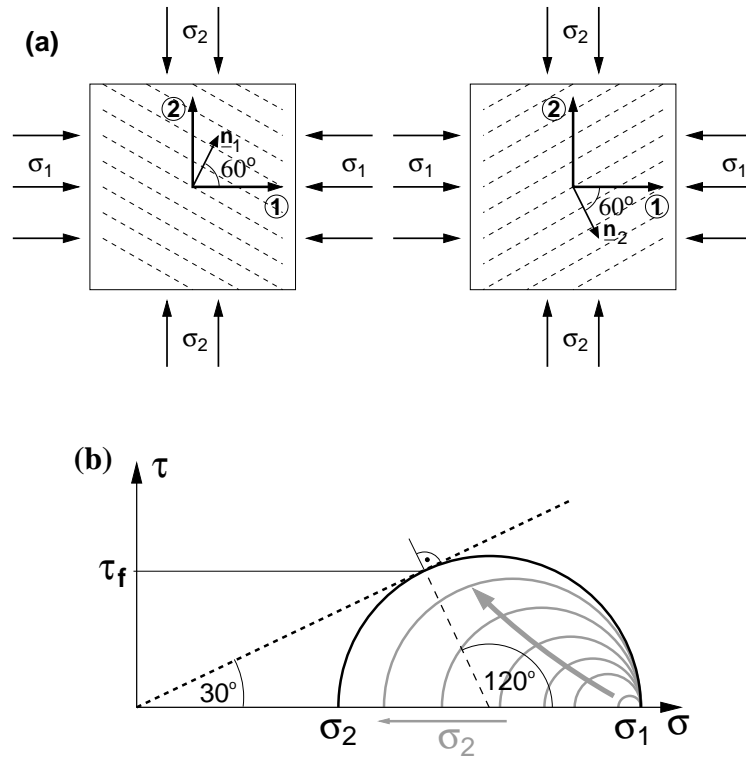 (a)
σ2 σ2
② ②
n1
σ1 60° σ1 σ1 60° σ1
① ①
n2
σ2 σ2
(b) τ
τf
30° 120°
σ2 σ2 σ1 σ